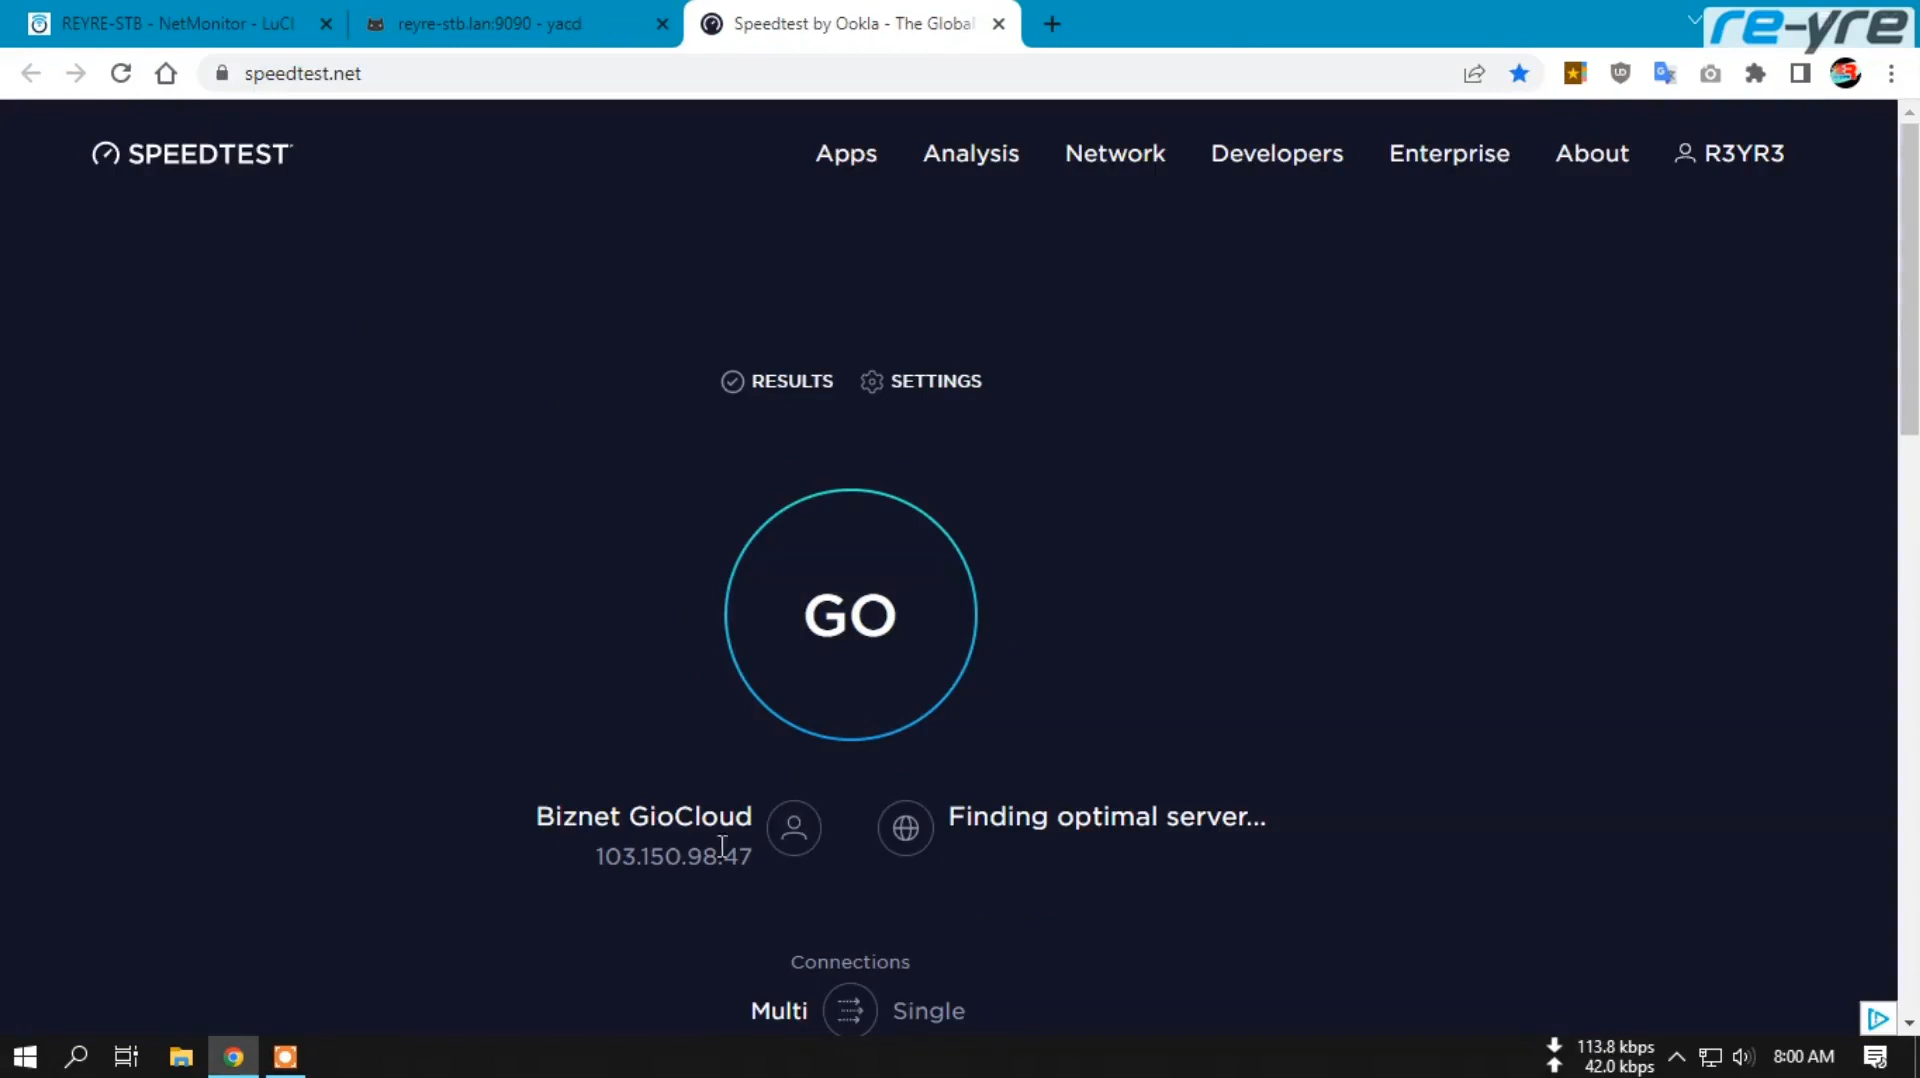 REYRE-STB - NetMonitor - LuCI
reyre-stb.lan:9090 - yacd
Speedtest by Ookla - The Global
re-yre
speedtest.net
SPEEDTEST
Apps
Analysis
Network
Developers
Enterprise
About
R3YR3
RESULTS
SETTINGS
GO
Biznet GioCloud
103.150.98.47
Finding optimal server...
Connections
Multi
Single
113.8 kbps
42.0 kbps
8:00 AM